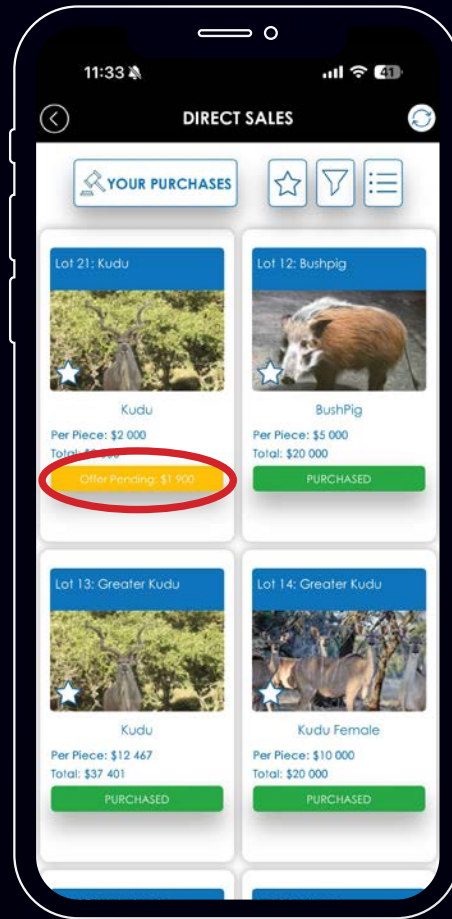 11:33
41
DIRECT SALES
YOUR PURCHASES
Lot 21: Kudu
Kudu
Per Piece: $2 000
Total:
Offer Pending: $1 900
Lot 12: Bushpig
BushPig
Per Piece: $5 000
Total: $20 000
PURCHASED
Lot 13: Greater Kudu
Kudu
Per Piece: $12 467
Total: $37 401
PURCHASED
Lot 14: Greater Kudu
Kudu Female
Per Piece: $10 000
Total: $20 000
PURCHASED